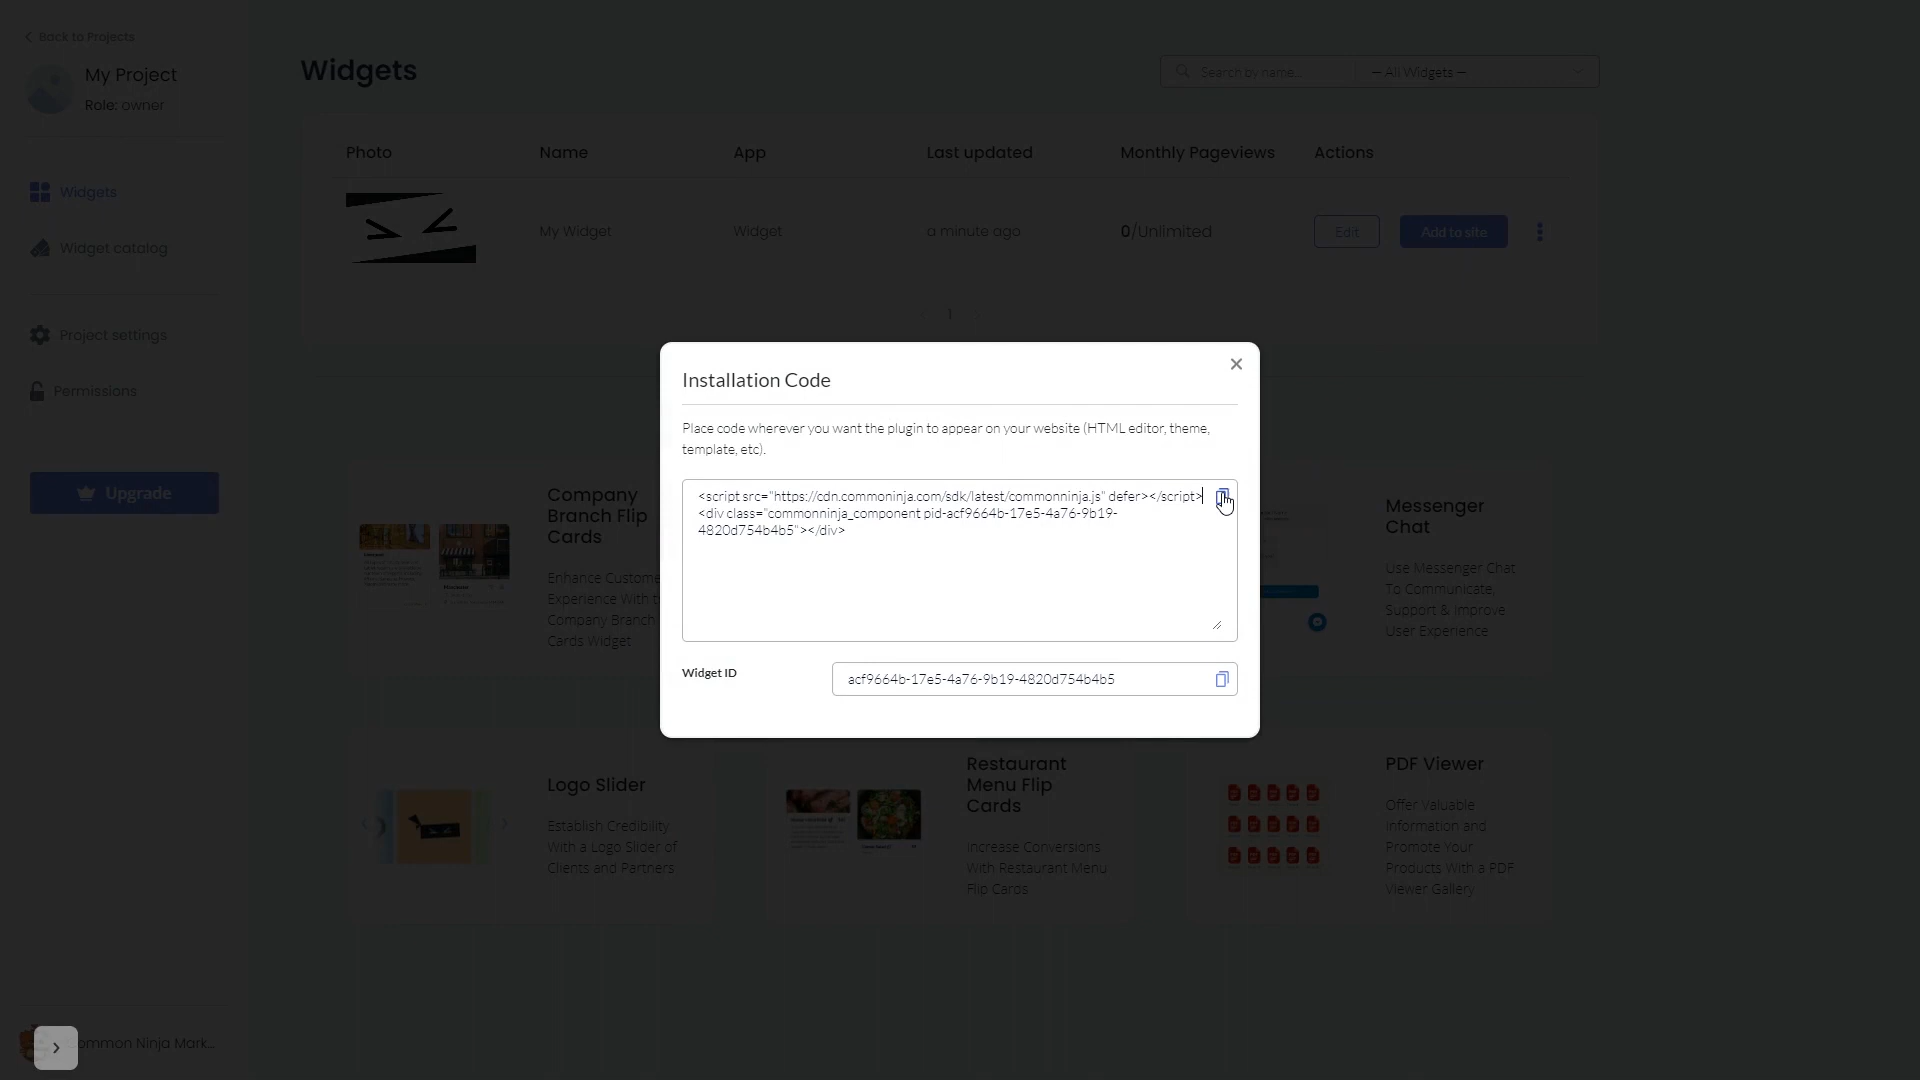 Back to Projects
My Project
Role: owner
Widgets
Widget catalog
Project settings
Permissions
Upgrade
Widgets
Search by name...
— All Widgets —
Photo
Name
App
Last updated
Monthly Pageviews
Actions
My Widget
Widget
a minute ago
0/Unlimited
Edit
Add to site
1
Installation Code
Place code wherever you want the plugin to appear on your website (HTML editor, theme,
template, etc).
<script src="https://cdn.commoninja.com/sdk/latest/commonninja.js" defer></script>
<div class="commonninja_component pid-acf9664b-17e5-4a76-9b19-
4820d754b4b5"></div>
Widget ID
acf9664b-17e5-4a76-9b19-4820d754b4b5
Company
Branch Flip
Cards
Enhance Custome
Experience With
Company Branch
Cards Widget
Messenger
Chat
Use Messenger Chat
To Communicate,
Support & Improve
User Experience
Logo Slider
Establish Credibility
With a Logo Slider of
Clients and Partners
Restaurant
Menu Flip
Cards
Increase Conversions
With Restaurant Menu
Flip Cards
PDF Viewer
Offer Valuable
Information and
Promote Your
Products With a PDF
Viewer Gallery
ommon Ninja Mark...